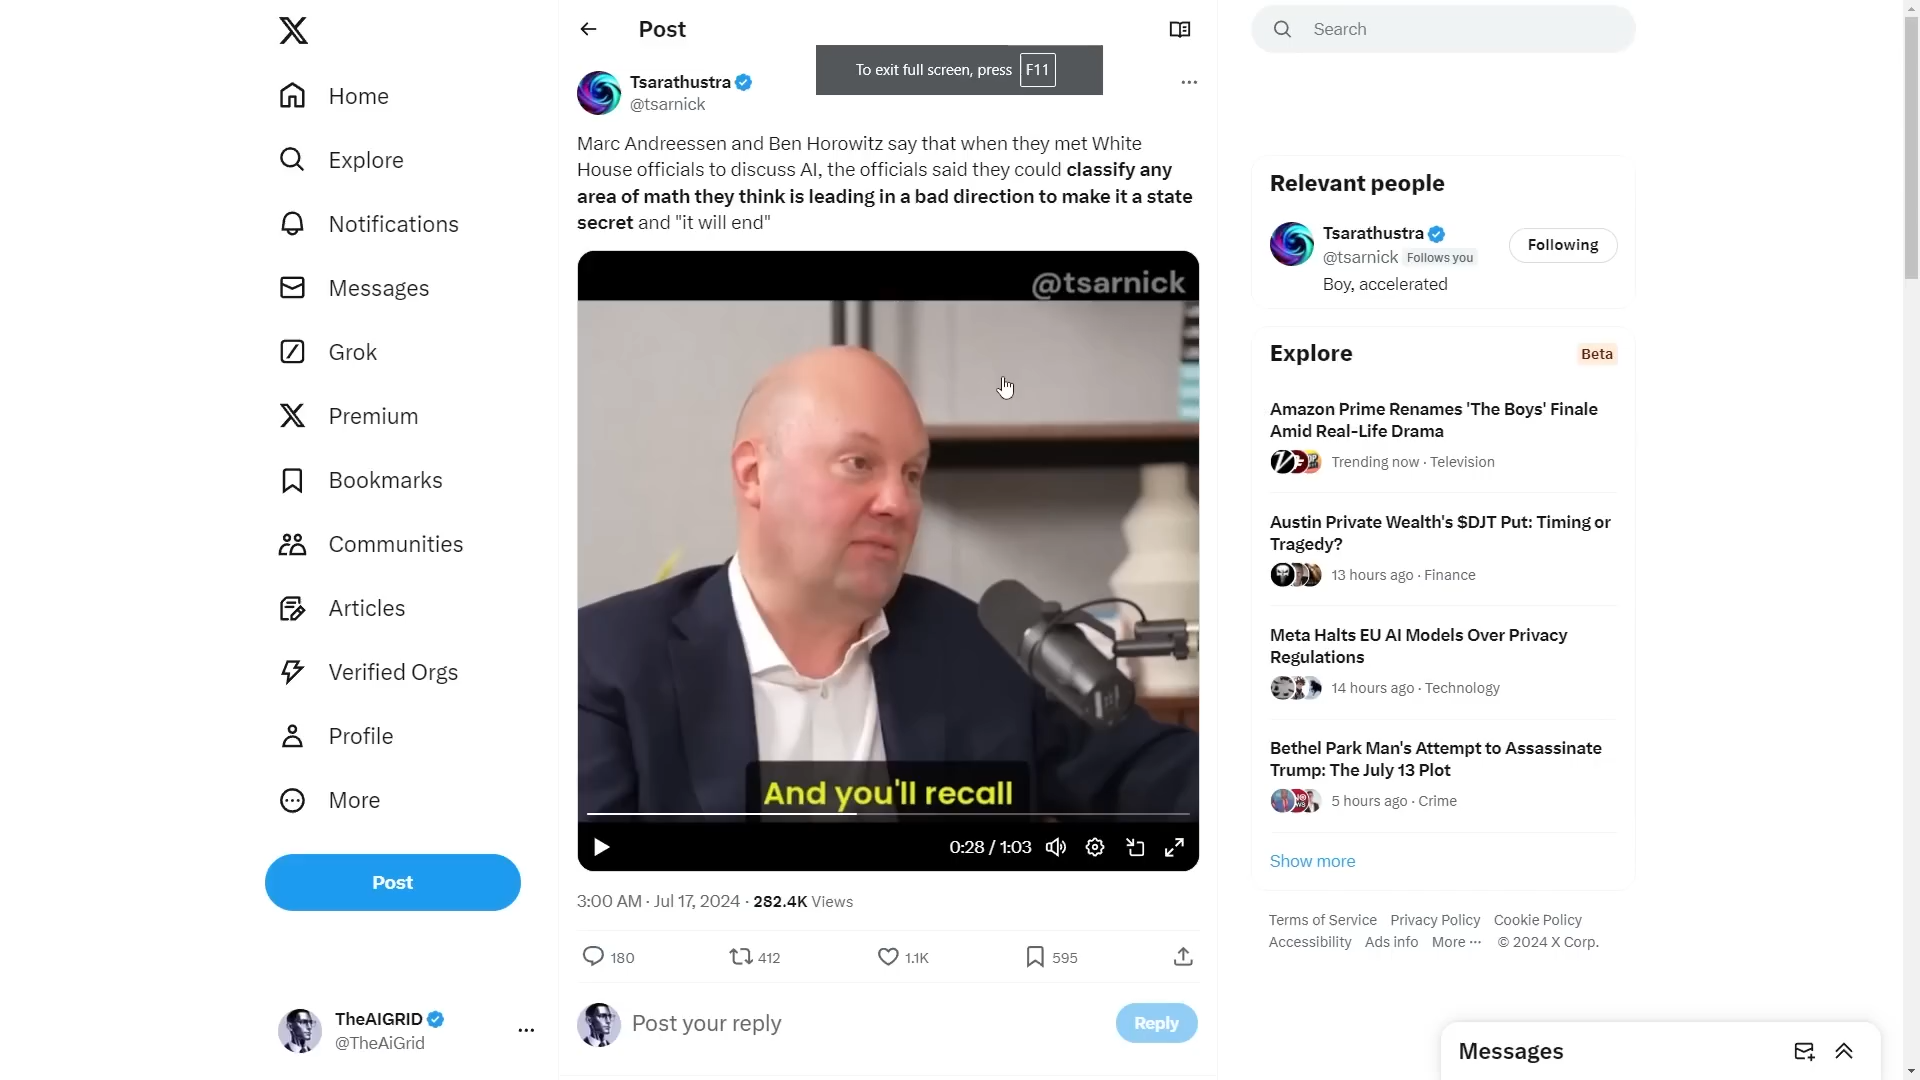 Home
Explore
Notifications
Messages
Grok
Premium
Bookmarks
Communities
Articles
Verified Orgs
Profile
More
Post
TheAIGRID
@TheAiGrid
Post
To exit full screen, press F11
Tsarathustra
@tsarnick
Marc Andreessen and Ben Horowitz say that when they met White
House officials to discuss AI, the officials said they could classify any
area of math they think is leading in a bad direction to make it a state
secret and "it will end"
@tsarnick
And you'll recall
0:28 / 1:03
3:00 AM · Jul 17, 2024 · 282.4K Views
180 412 1.1K 595
Post your reply
Reply
Search
Relevant people
Tsarathustra
@tsarnick Follows you
Following
Boy, accelerated
Explore
Beta
Amazon Prime Renames 'The Boys' Finale
Amid Real-Life Drama
Trending now · Television
Austin Private Wealth's $DJT Put: Timing or
Tragedy?
13 hours ago · Finance
Meta Halts EU AI Models Over Privacy
Regulations
14 hours ago · Technology
Bethel Park Man's Attempt to Assassinate
Trump: The July 13 Plot
5 hours ago · Crime
Show more
Terms of Service Privacy Policy Cookie Policy
Accessibility Ads info More ··· © 2024 X Corp.
Messages